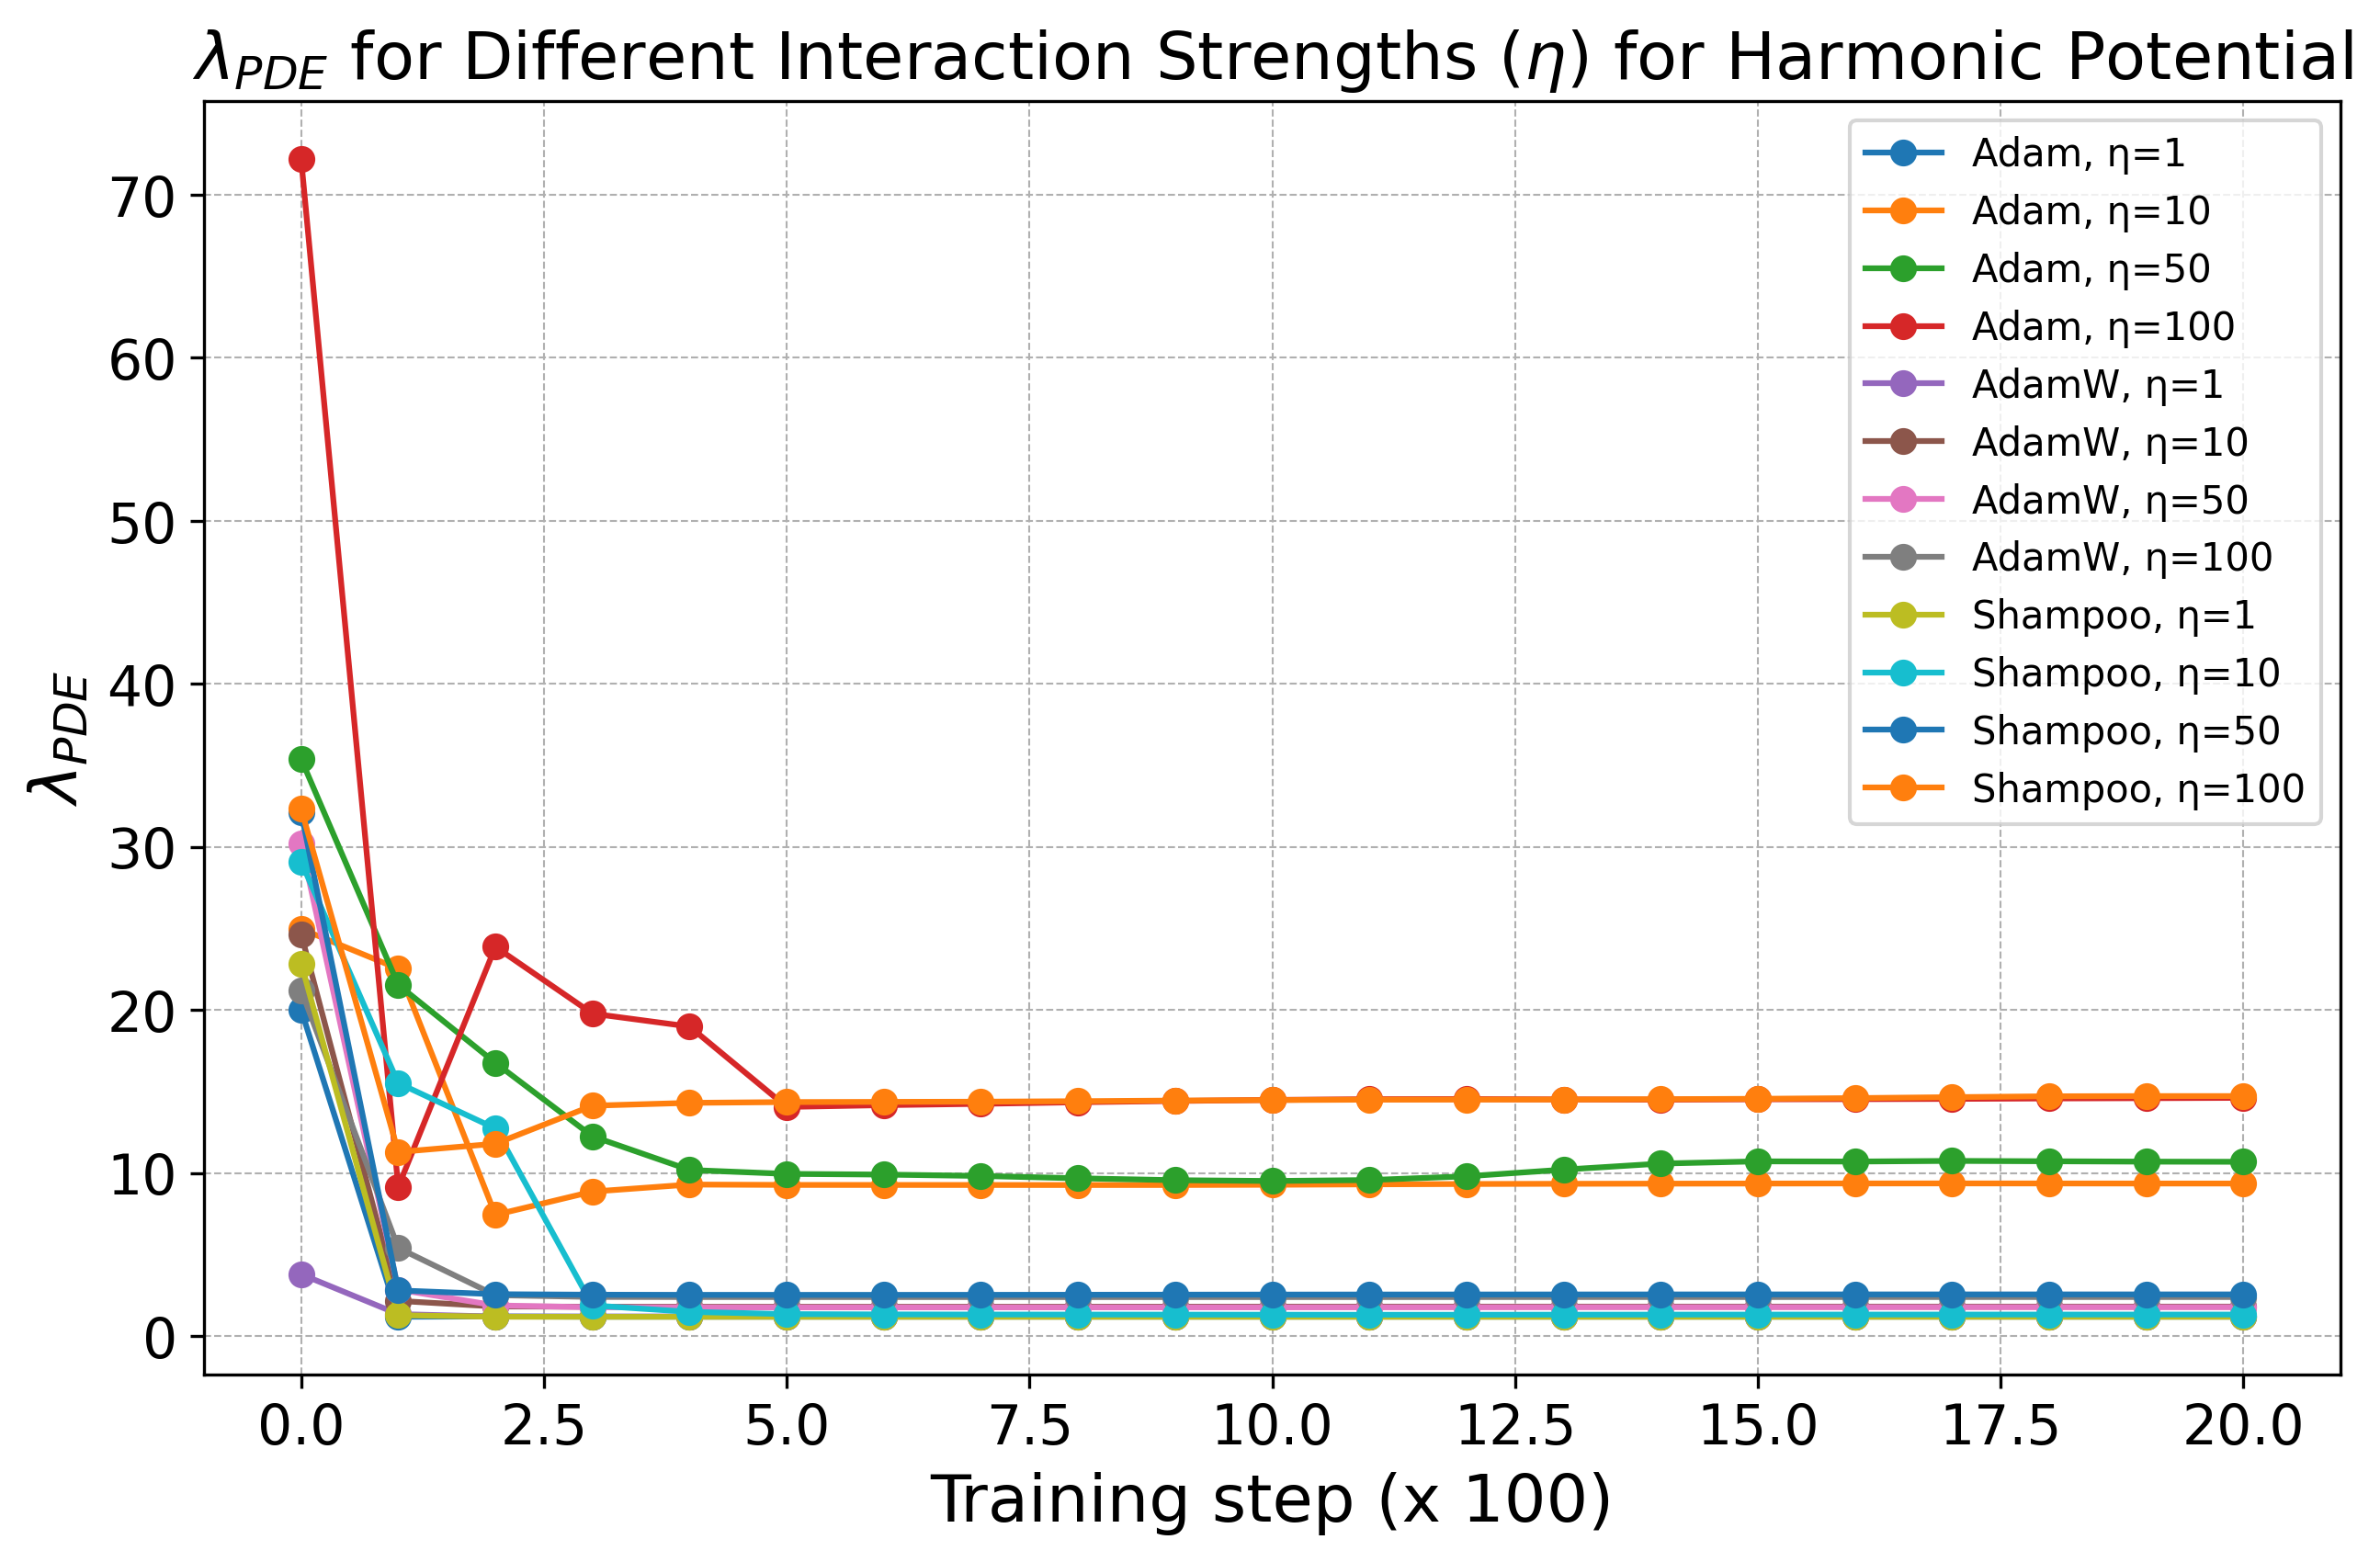 λPDE for Different Interaction Strengths (η) for Harmonic Potential
λPDE
70
60
50
40
30
20
10
0
Adam, η=1
Adam, η=10
Adam, η=50
Adam, η=100
AdamW, η=1
AdamW, η=10
AdamW, η=50
AdamW, η=100
Shampoo, η=1
Shampoo, η=10
Shampoo, η=50
Shampoo, η=100
0.0 2.5 5.0 7.5 10.0 12.5 15.0 17.5 20.0
Training step (x 100)